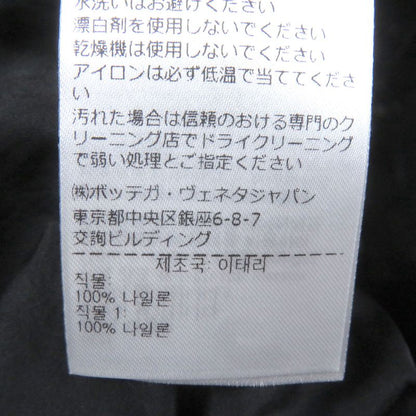 水洗いはお避けください
漂白剤を使用しないでください
乾燥機は使用しないでください
アイロンは必ず低温で当ててくださ
い
汚れた場合は信頼のおける専門のク
リーニング店でドライクリーニング
で弱い処理とご指定ください
㈱ボッテガ・ヴェネタジャパン
東京都中央区銀座6-8-7
交詢ビルディング
제조국: 이태리
직물:
100% 나일론
직물 1:
100% 나일론